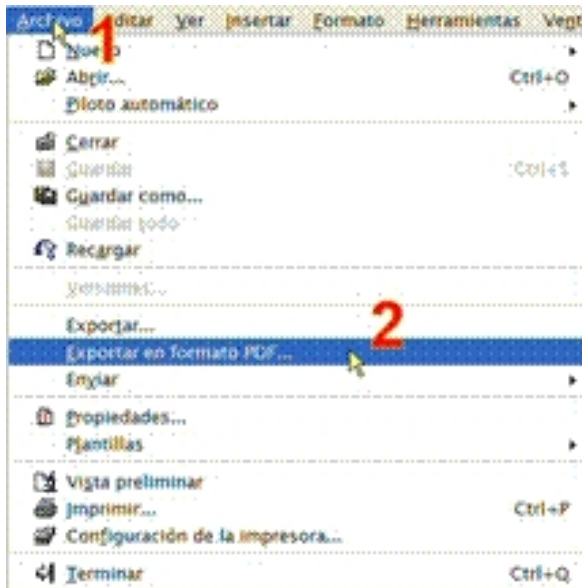 Archivo Editar Ver Insertar Formato Herramientas Vent
1
Nuevo
Abrir... Ctrl+O
Piloto automático
Cerrar
Guardar Ctrl+S
Guardar como...
Guardar todo
Recargar
Versiones...
Exportar...
2
Exportar en formato PDF...
Enviar
Propiedades...
Plantillas
Vista preliminar
Imprimir... Ctrl+P
Configuración de la impresora...
Terminar Ctrl+Q